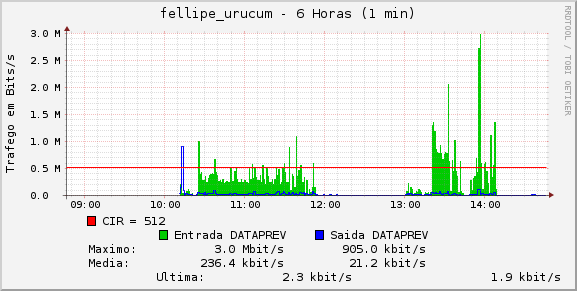 fellipe_urucum - 6 Horas (1 min)
RRDTOOL / TOBI OETIKER
Trafego em Bits/s
3.0 M
2.5 M
2.0 M
1.5 M
1.0 M
0.5 M
0.0
09:00 10:00 11:00 12:00 13:00 14:00
CIR = 512
Entrada DATAPREV Saida DATAPREV
Maximo: 3.0 Mbit/s 905.0 kbit/s
Media: 236.4 kbit/s 21.2 kbit/s
Ultima: 2.3 kbit/s 1.9 kbit/s